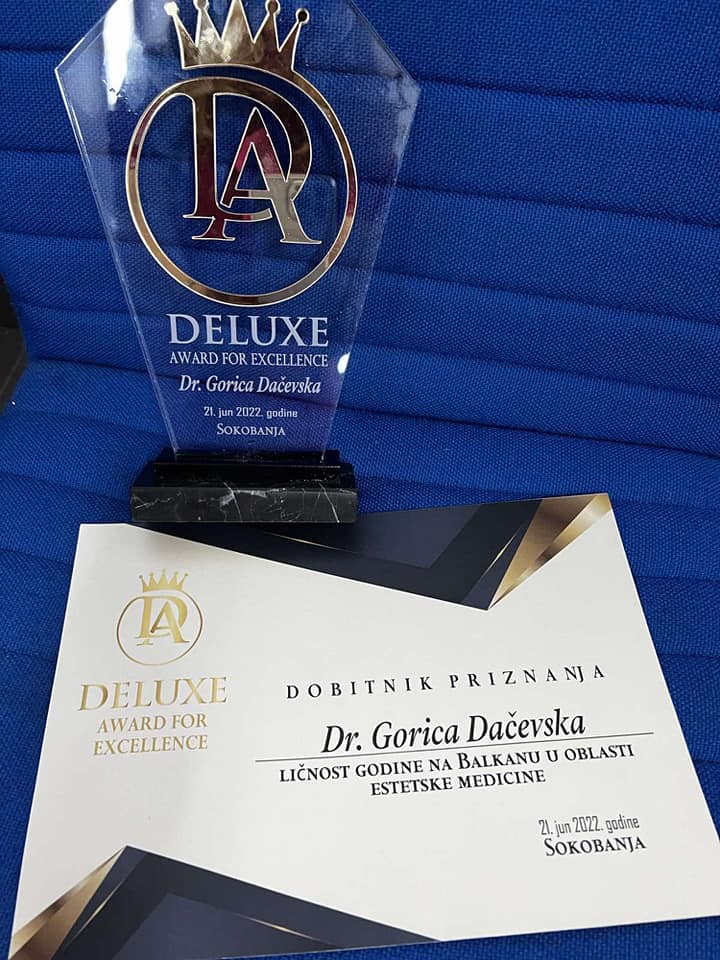 DA
DELUXE
AWARD FOR EXCELLENCE
Dr. Gorica Dačevska
21. jun 2022. godine
SOKOBANJA
DA
DELUXE
AWARD FOR
EXCELLENCE
DOBITNIK PRIZNANJA
Dr. Gorica Dačevska
LIČNOST GODINE NA BALKANU U OBLASTI
ESTETSKE MEDICINE
21. jun 2022. godine
SOKOBANJA